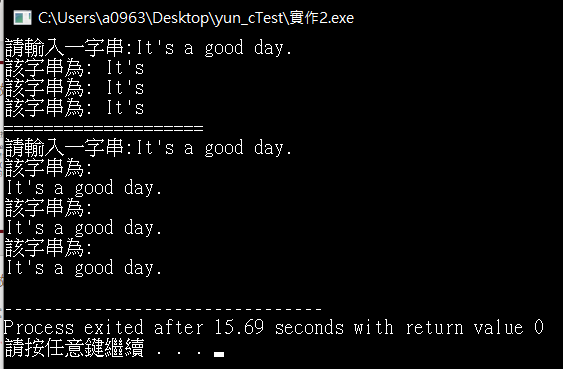 C:\Users\a0963\Desktop\yun_cTest\實作2.exe
請輸入一字串:It's a good day.
該字串為: It's
該字串為: It's
該字串為: It's
====================
請輸入一字串:It's a good day.
該字串為:
It's a good day.
該字串為:
It's a good day.
該字串為:
It's a good day.
--------------------------------
Process exited after 15.69 seconds with return value 0
請按任意鍵繼續 . . .